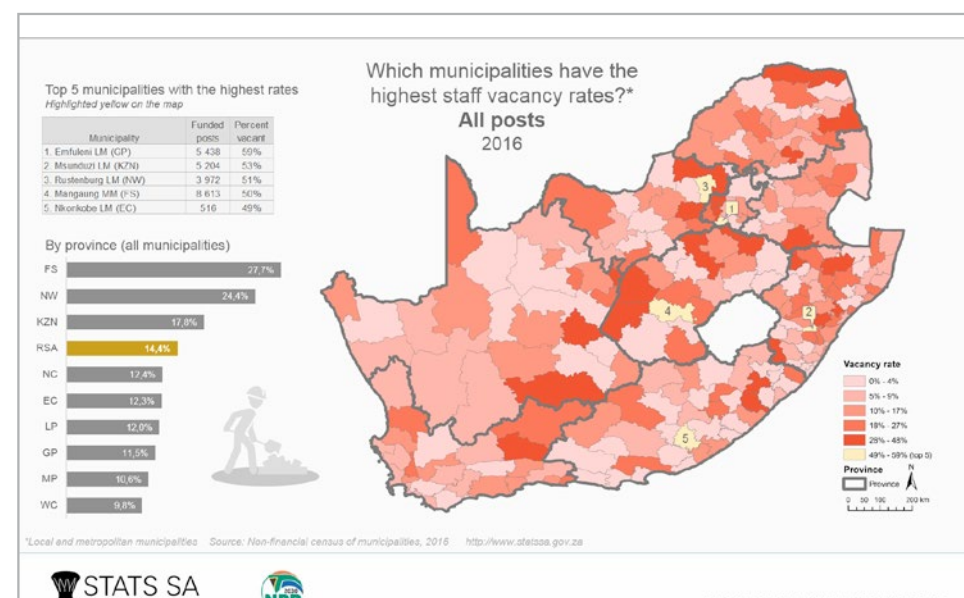 Which municipalities have the
highest staff vacancy rates?*
All posts
2016
Top 5 municipalities with the highest rates
Highlighted yellow on the map
Municipality Funded posts Percent vacant
1. Emfuleni LM (GP) 5 438 59%
2. Msunduzi LM (KZN) 5 204 53%
3. Rustenburg LM (NW) 3 972 51%
4. Mangaung MM (FS) 8 613 50%
5. Nkonkobe LM (EC) 516 49%
By province (all municipalities)
FS 27,7%
NW 24,4%
KZN 17,8%
RSA 14,4%
NC 12,4%
EC 12,3%
LP 12,0%
GP 11,5%
MP 10,6%
WC 9,8%
3
1
4
2
5
Vacancy rate
0% - 4%
5% - 9%
10% - 17%
18% - 27%
28% - 48%
49% - 59% (top 5)
Province
Province
N
0 50 100 200 km
*Local and metropolitan municipalities Source: Non-financial census of municipalities, 2016 http://www.statssa.gov.za
STATS SA
2030
NDP